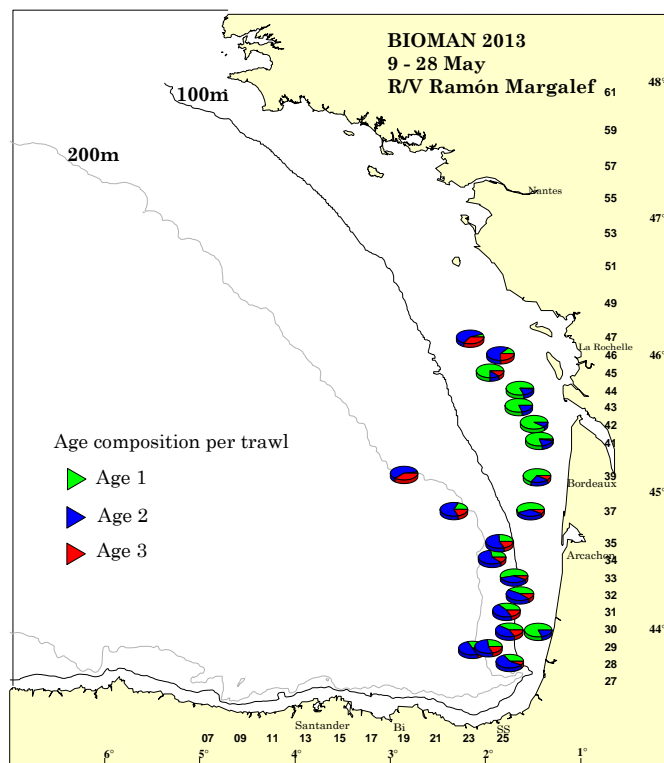 BIOMAN 2013
9 - 28 May
R/V Ramón Margalef
48°
61
100m
59
200m
57
Nantes
55
47°
53
51
49
47
La Rochelle
46
46°
45
44
43
42
41
Age composition per trawl
39
Age 1
Bordeaux
37
Age 2
35
Age 3
Arcachon
34
33
32
31
30
44°
29
28
27
Santander
Bi
SS
07 09 11 13 15 17 19 21 23 25
6° 5° 4° 3° 2° 1°